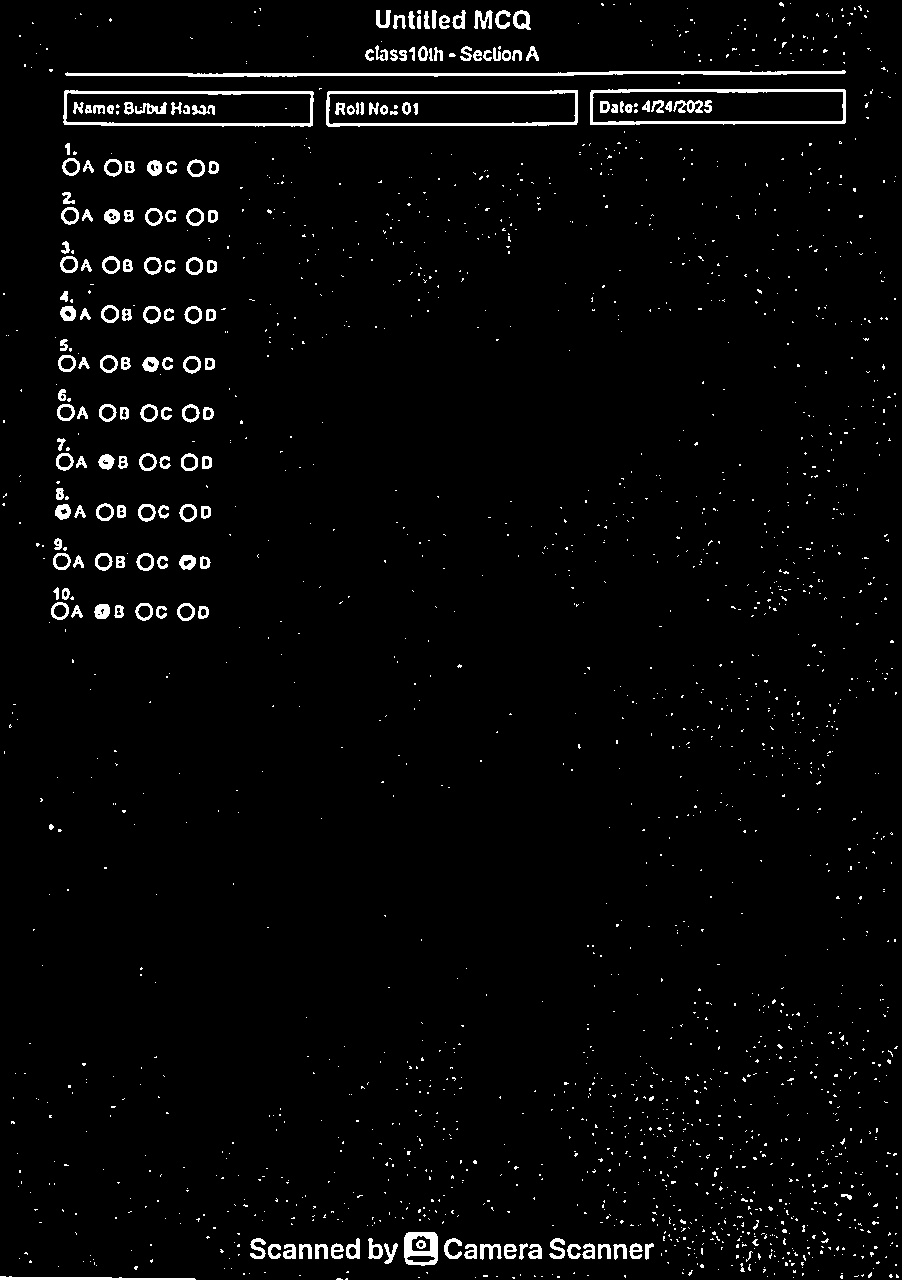 Untitled MCQ
class10th - Section A
Name: Bulbul Hasan
Roll No.: 01
Date: 4/24/2025
1.
A B C D
2.
A B C D
3.
A B C D
4.
A B C D
5.
A B C D
6.
A B C D
7.
A B C D
8.
A B C D
9.
A B C D
10.
A B C D
Scanned by Camera Scanner